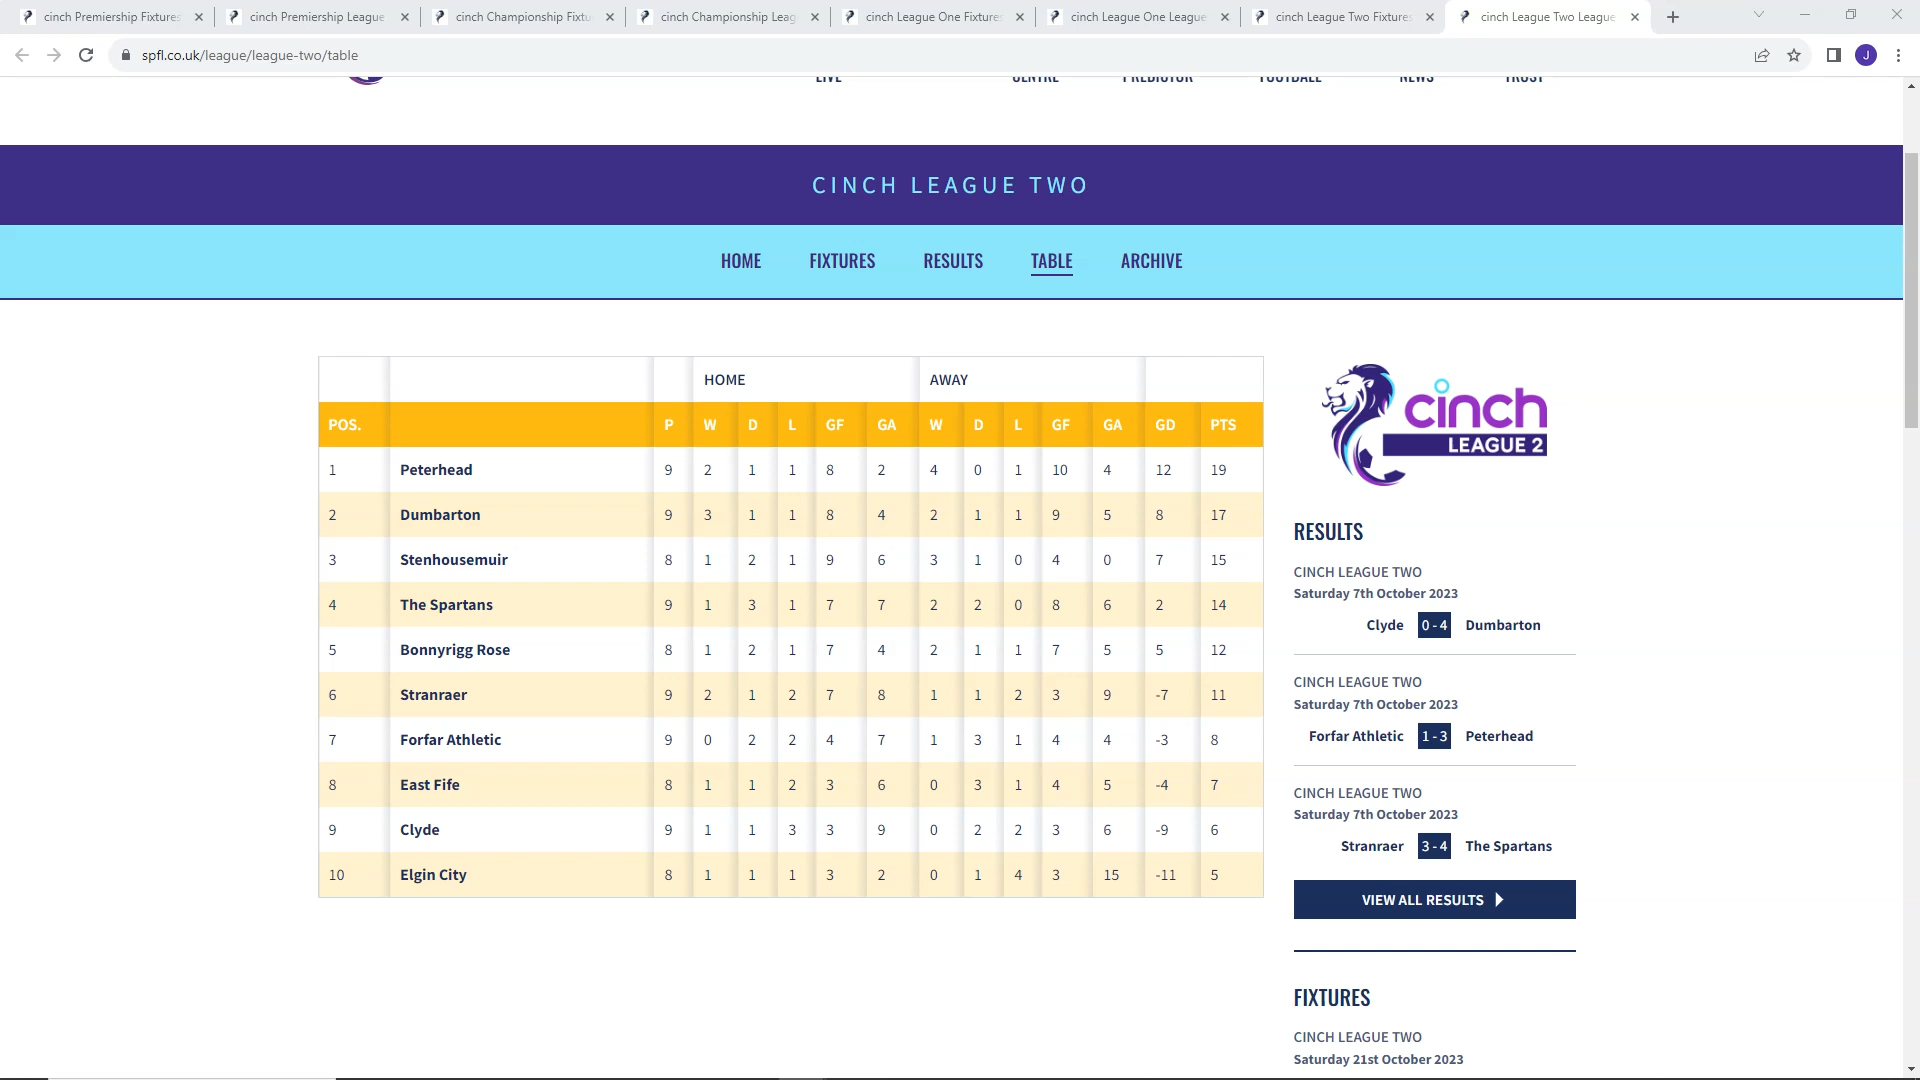 cinch Premiership Fixtures
cinch Premiership League
cinch Championship Fixtu
cinch Championship Leag
cinch League One Fixtures
cinch League One League
cinch League Two Fixtures
cinch League Two League
spfl.co.uk/league/league-two/table
J
LIVE CENTRE PREDICTOR FOOTBALL NEWS TRUST
CINCH LEAGUE TWO
HOME FIXTURES RESULTS TABLE ARCHIVE
HOME AWAY
POS. P W D L GF GA W D L GF GA GD PTS
1 Peterhead 9 2 1 1 8 2 4 0 1 10 4 12 19
2 Dumbarton 9 3 1 1 8 4 2 1 1 9 5 8 17
3 Stenhousemuir 8 1 2 1 9 6 3 1 0 4 0 7 15
4 The Spartans 9 1 3 1 7 7 2 2 0 8 6 2 14
5 Bonnyrigg Rose 8 1 2 1 7 4 2 1 1 7 5 5 12
6 Stranraer 9 2 1 2 7 8 1 1 2 3 9 -7 11
7 Forfar Athletic 9 0 2 2 4 7 1 3 1 4 4 -3 8
8 East Fife 8 1 1 2 3 6 0 3 1 4 5 -4 7
9 Clyde 9 1 1 3 3 9 0 2 2 3 6 -9 6
10 Elgin City 8 1 1 1 3 2 0 1 4 3 15 -11 5
cinch
LEAGUE 2
RESULTS
CINCH LEAGUE TWO
Saturday 7th October 2023
Clyde 0 - 4 Dumbarton
CINCH LEAGUE TWO
Saturday 7th October 2023
Forfar Athletic 1 - 3 Peterhead
CINCH LEAGUE TWO
Saturday 7th October 2023
Stranraer 3 - 4 The Spartans
VIEW ALL RESULTS
FIXTURES
CINCH LEAGUE TWO
Saturday 21st October 2023